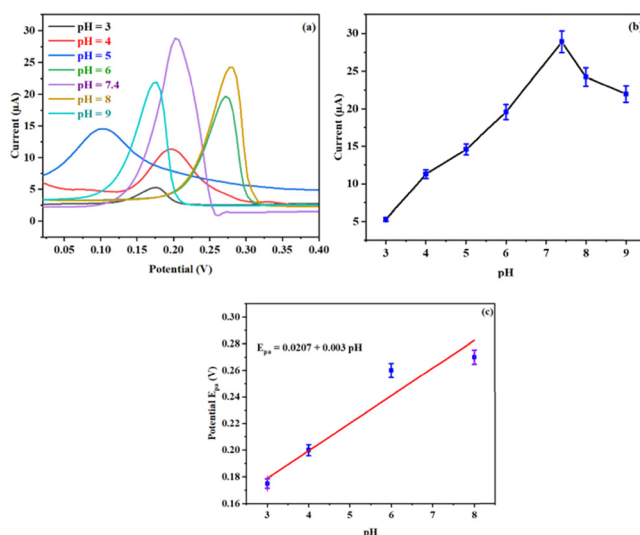 (a)
pH = 3
pH = 4
pH = 5
pH = 6
pH = 7.4
pH = 8
pH = 9
Current (µA)
35
30
25
20
15
10
5
0
0.05 0.10 0.15 0.20 0.25 0.30 0.35 0.40
Potential (V)
(b)
Current (µA)
35
30
25
20
15
10
5
3 4 5 6 7 8 9
pH
(c)
E_pa = 0.0207 + 0.003 pH
Potential E_pa (V)
0.30
0.28
0.26
0.24
0.22
0.20
0.18
0.16
3 4 5 6 7 8
pH